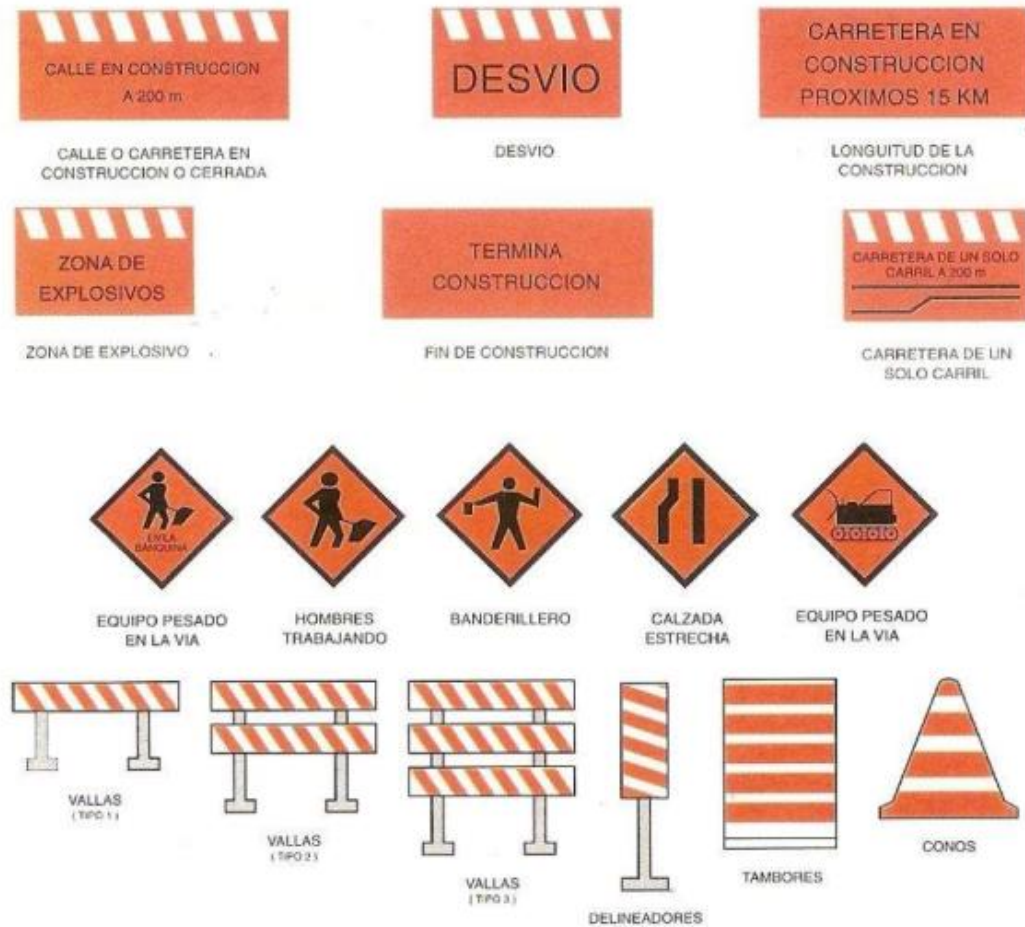 CALLE EN CONSTRUCCION
A 200 m
DESVIO
CARRETERA EN
CONSTRUCCION
PROXIMOS 15 KM
CALLE O CARRETERA EN
CONSTRUCCION O CERRADA
DESVIO
LONGUITUD DE LA
CONSTRUCCION
ZONA DE
EXPLOSIVOS
TERMINA
CONSTRUCCION
CARRETERA DE UN SOLO
CARRIL A 200 m
ZONA DE EXPLOSIVO
FIN DE CONSTRUCCION
CARRETERA DE UN
SOLO CARRIL
EN LA
BANQUINA
EQUIPO PESADO
EN LA VIA
HOMBRES
TRABAJANDO
BANDERILLERO
CALZADA
ESTRECHA
EQUIPO PESADO
EN LA VIA
VALLAS
( TIPO 1 )
VALLAS
( TIPO 2 )
VALLAS
( TIPO 3 )
DELINEADORES
TAMBORES
CONOS